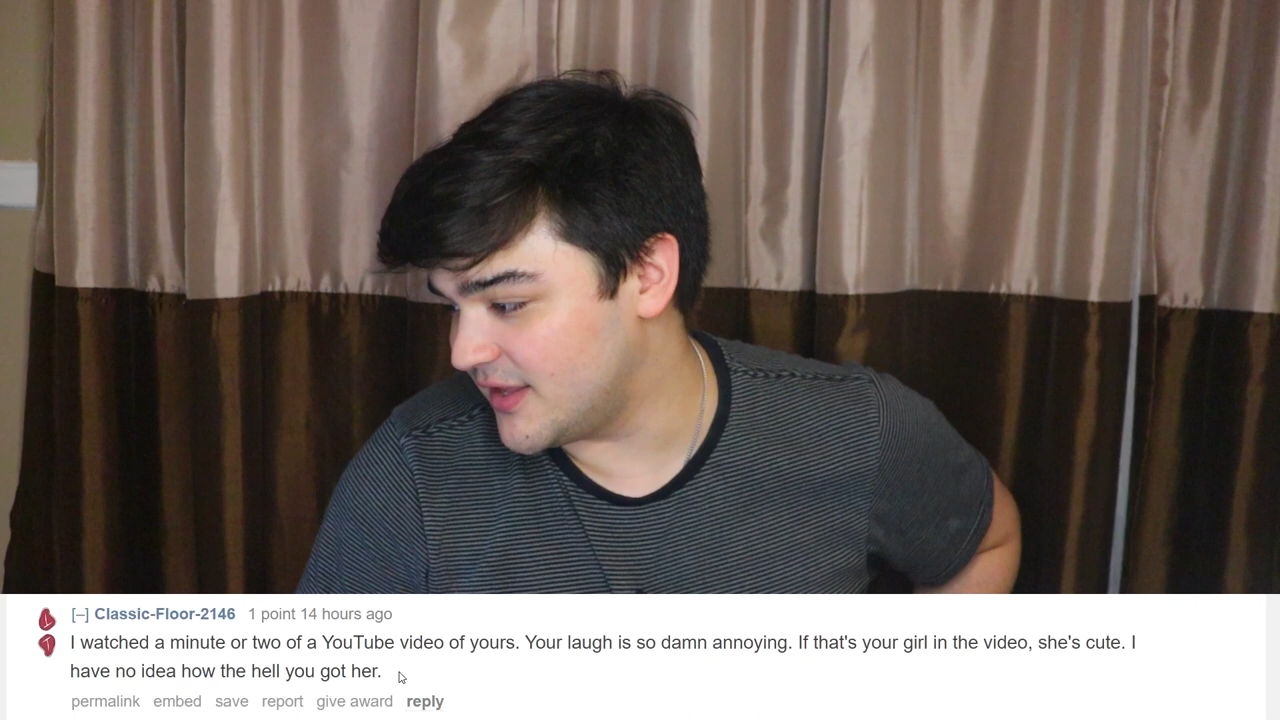 [–] Classic-Floor-2146 1 point 14 hours ago
I watched a minute or two of a YouTube video of yours. Your laugh is so damn annoying. If that's your girl in the video, she's cute. I
have no idea how the hell you got her.
permalink embed save report give award reply